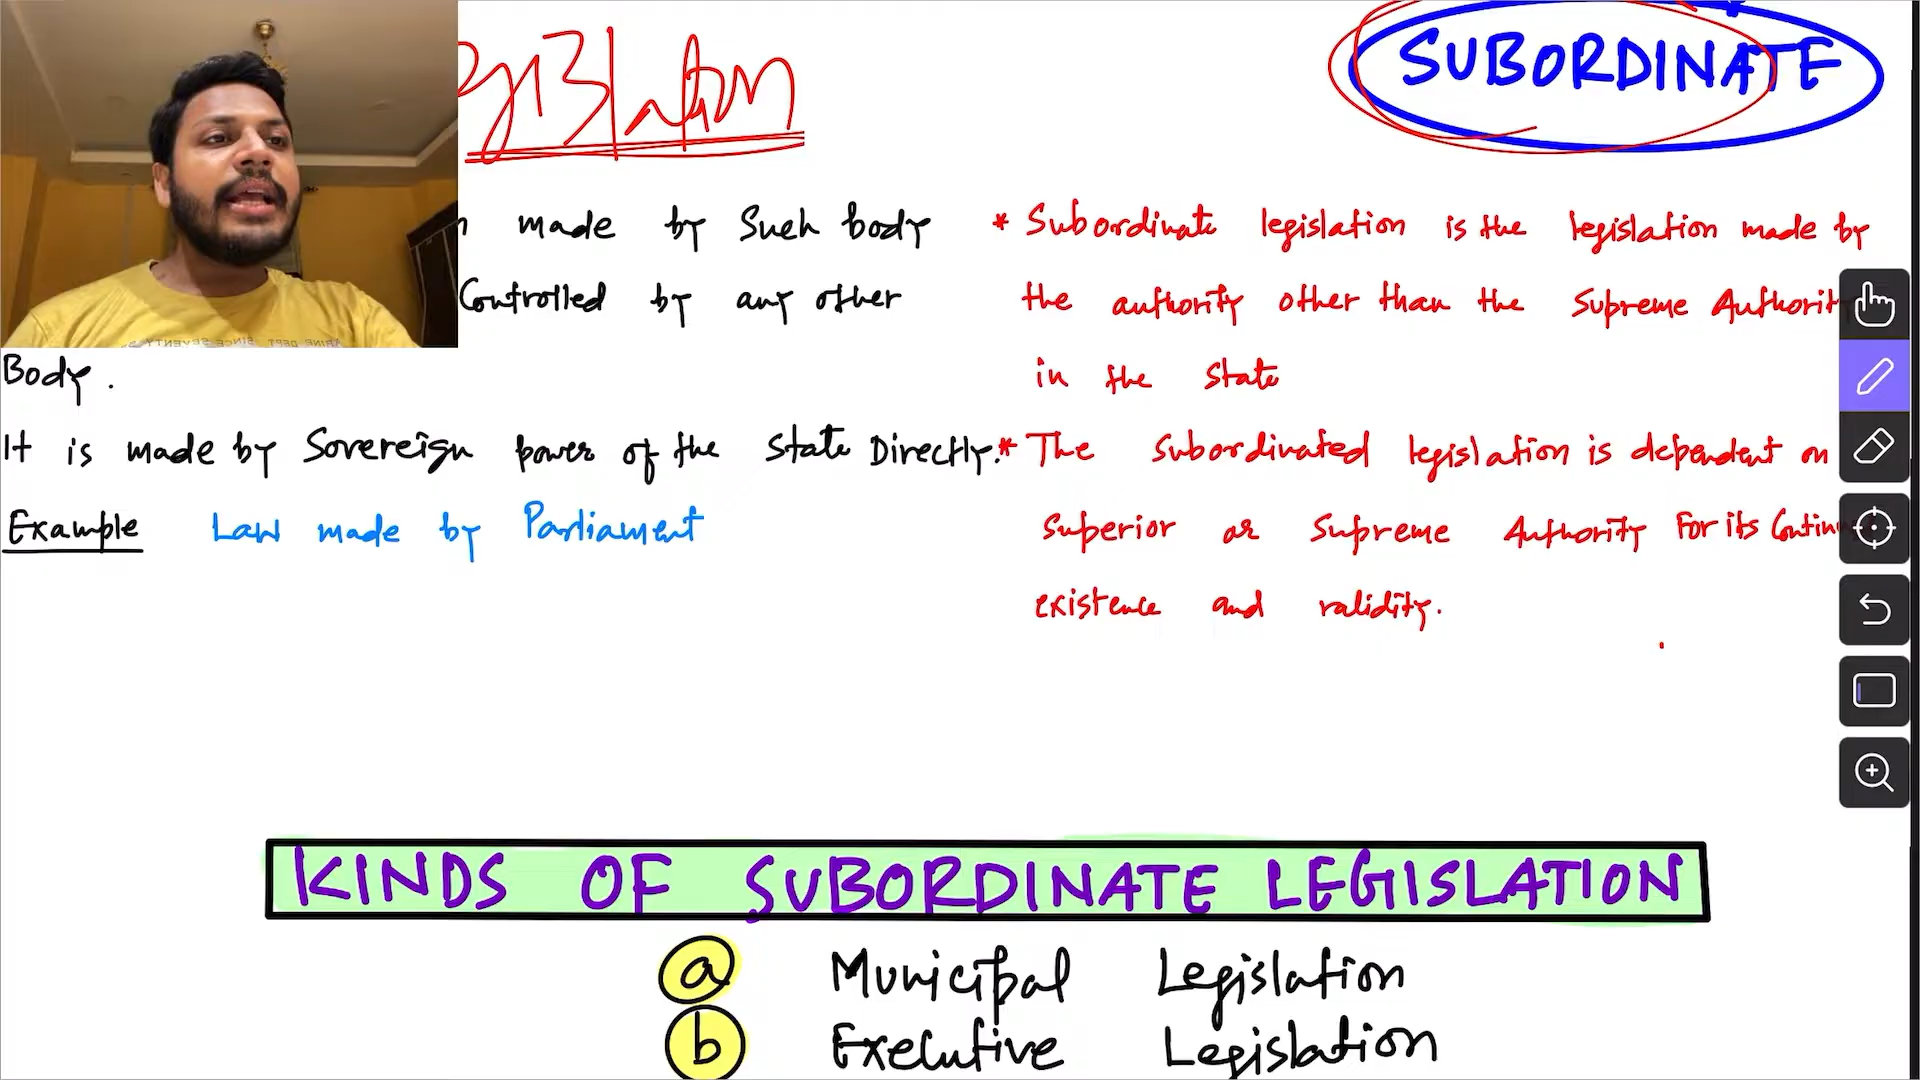 SUBORDINATE
made by Such body
Controlled by any other
Body.
It is made by Sovereign power of the State Directly.
Example Law made by Parliament
* Subordinate legislation is the legislation made by
the authority other than the Supreme Authorit
in the State
* The Subordinated legislation is dependent on
Superior or Supreme Authority For its Contin
existence and validity.
KINDS OF SUBORDINATE LEGISLATION
a Municipal Legislation
b Executive Legislation